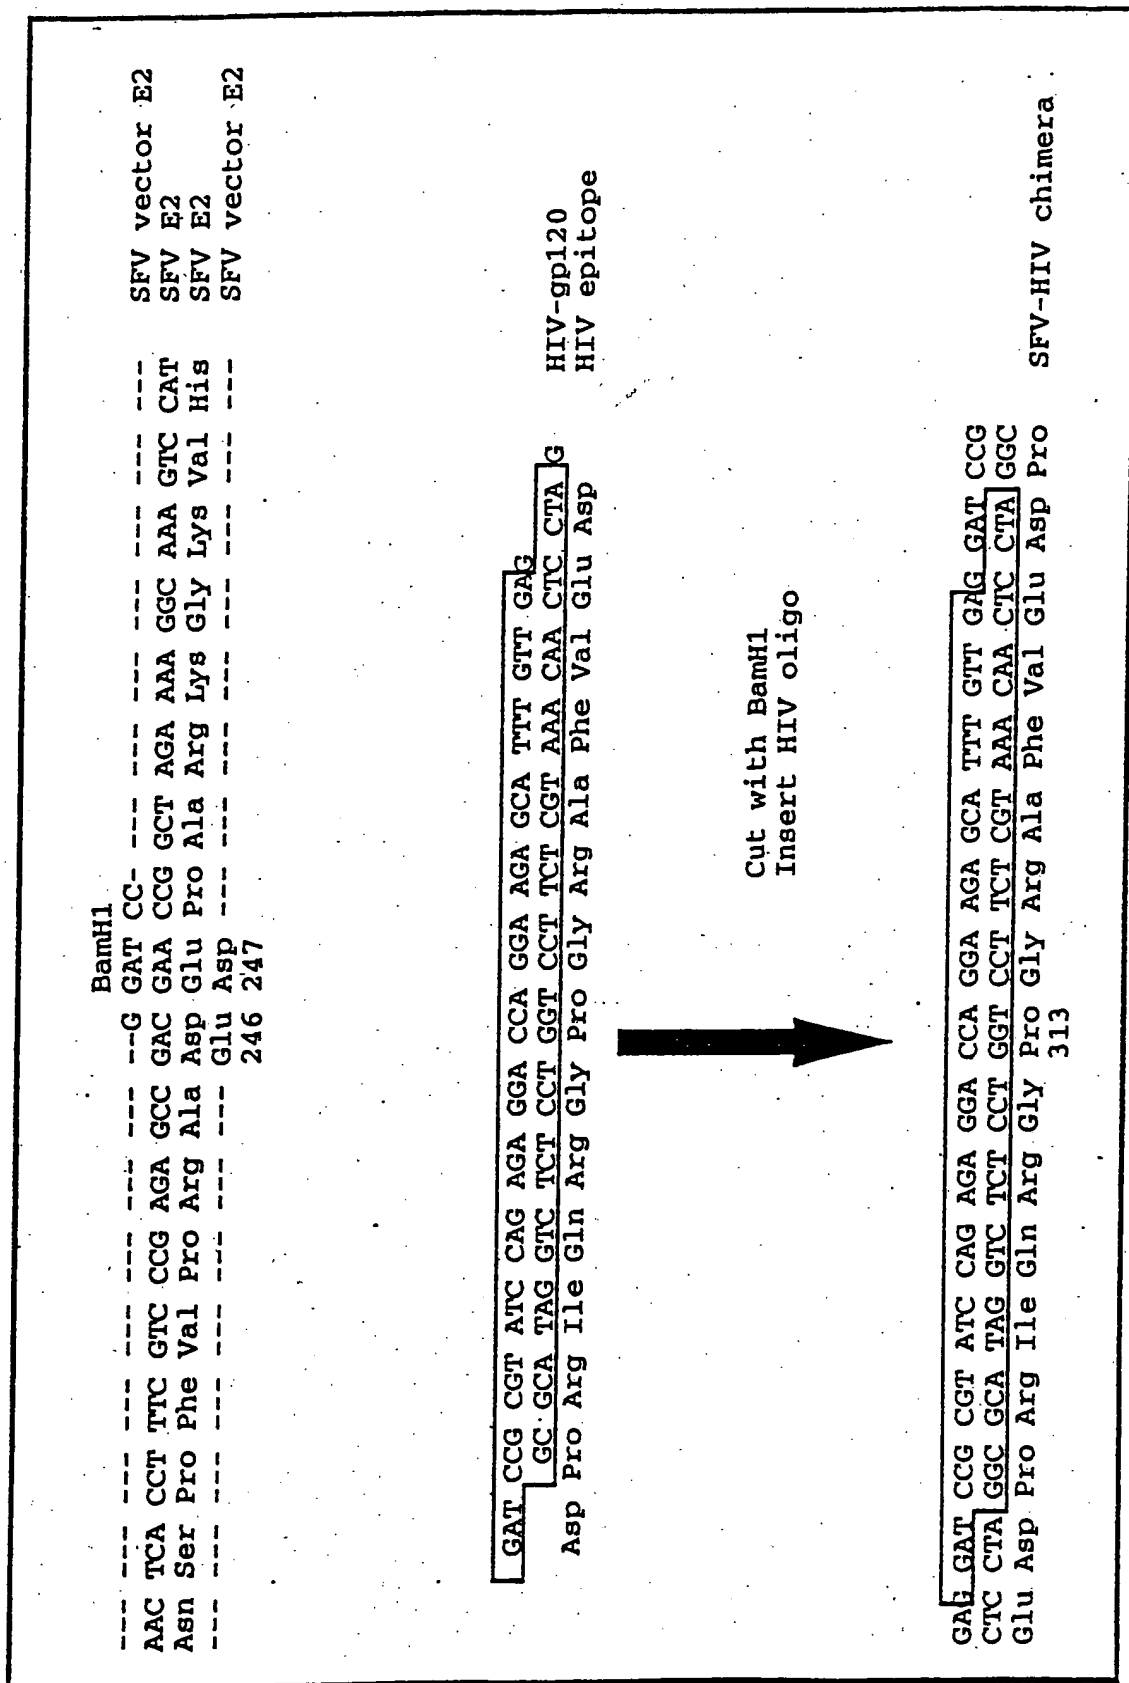 BamH1
--- --- --- --- --- --- --- --- --G GAT CC- --- --- --- --- --- --- --- SFV vector E2
AAC TCA CCT TTC GTC CCG AGA GCC GAC GAA CCG GCT AGA AAA GGC AAA GTC CAT SFV E2
Asn Ser Pro Phe Val Pro Arg Ala Asp Glu Pro Ala Arg Lys Gly Lys Val His SFV E2
--- --- --- --- --- --- --- --- Glu Asp --- --- --- --- --- --- --- --- SFV vector E2
246 247
GAT CCG CGT ATC CAG AGA GGA CCA GGA AGA GCA TTT GTT GAG
GC GCA TAG GTC TCT CCT GGT CCT TCT CGT AAA CAA CTC CTA G HIV-gp120
Asp Pro Arg Ile Gln Arg Gly Pro Gly Arg Ala Phe Val Glu Asp HIV epitope
Cut with BamH1
Insert HIV oligo
GAG GAT CCG CGT ATC CAG AGA GGA CCA GGA AGA GCA TTT GTT GAG GAT CCG
CTC CTA GGC GCA TAG GTC TCT CCT GGT CCT TCT CGT AAA CAA CTC CTA GGC
Glu Asp Pro Arg Ile Gln Arg Gly Pro Gly Arg Ala Phe Val Glu Asp Pro SFV-HIV chimera
313